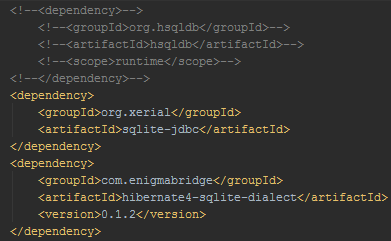 <!--<dependency>-->
<!--<groupId>org.hsqldb</groupId>-->
<!--<artifactId>hsqldb</artifactId>-->
<!--<scope>runtime</scope>-->
<!--</dependency>-->
<dependency>
<groupId>org.xerial</groupId>
<artifactId>sqlite-jdbc</artifactId>
</dependency>
<dependency>
<groupId>com.enigmabridge</groupId>
<artifactId>hibernate4-sqlite-dialect</artifactId>
<version>0.1.2</version>
</dependency>